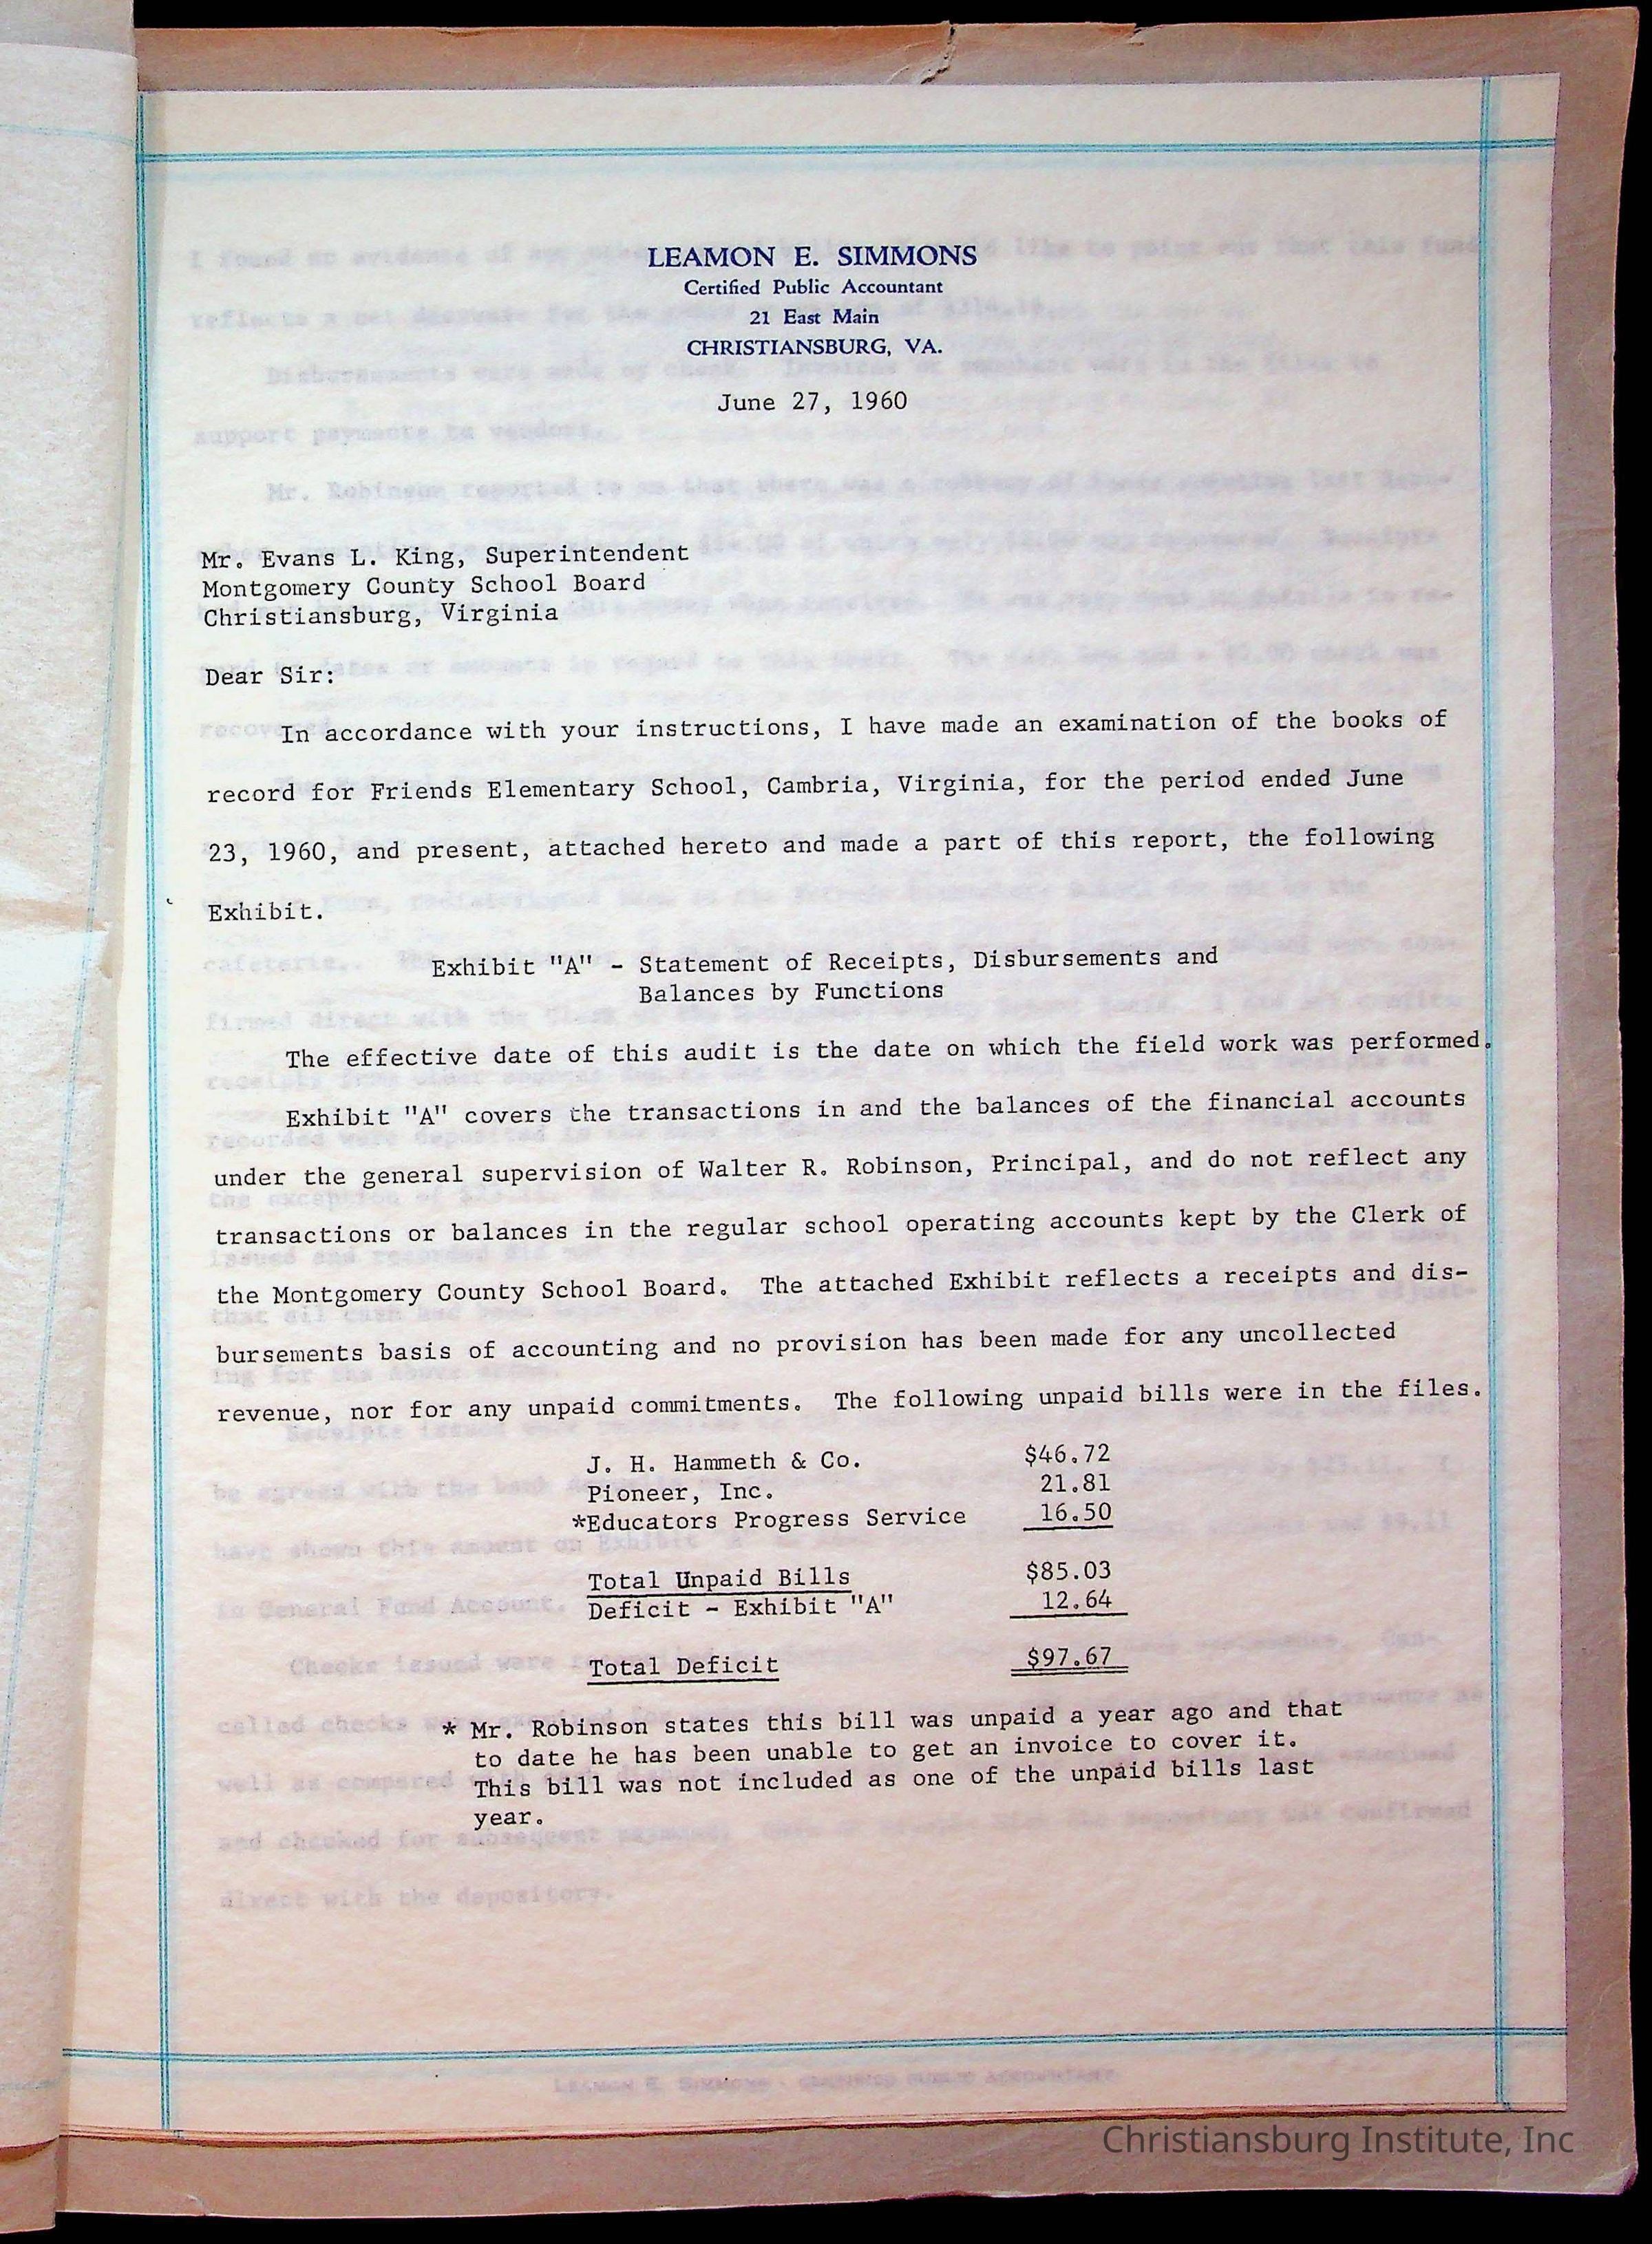 LEAMON E. SIMMONS
Certified Public Accountant
21 East Main
CHRISTIANSBURG, VA.
June 27, 1960
Mr. Evans L. King, Superintendent
Montgomery County School Board
Christiansburg, Virginia
Dear Sir:
In accordance with your instructions, I have made an examination of the books of
record for Friends Elementary School, Cambria, Virginia, for the period ended June
23, 1960, and present, attached hereto and made a part of this report, the following
Exhibit.
Exhibit "A" - Statement of Receipts, Disbursements and
Balances by Functions
The effective date of this audit is the date on which the field work was performed.
Exhibit "A" covers the transactions in and the balances of the financial accounts
under the general supervision of Walter R. Robinson, Principal, and do not reflect any
transactions or balances in the regular school operating accounts kept by the Clerk of
the Montgomery County School Board. The attached Exhibit reflects a receipts and dis-
bursements basis of accounting and no provision has been made for any uncollected
revenue, nor for any unpaid commitments. The following unpaid bills were in the files.
J. H. Hammeth & Co. $46.72
Pioneer, Inc. 21.81
*Educators Progress Service 16.50
Total Unpaid Bills $85.03
Deficit - Exhibit "A" 12.64
Total Deficit $97.67
* Mr. Robinson states this bill was unpaid a year ago and that
to date he has been unable to get an invoice to cover it.
This bill was not included as one of the unpaid bills last
year.
Christiansburg Institute, Inc